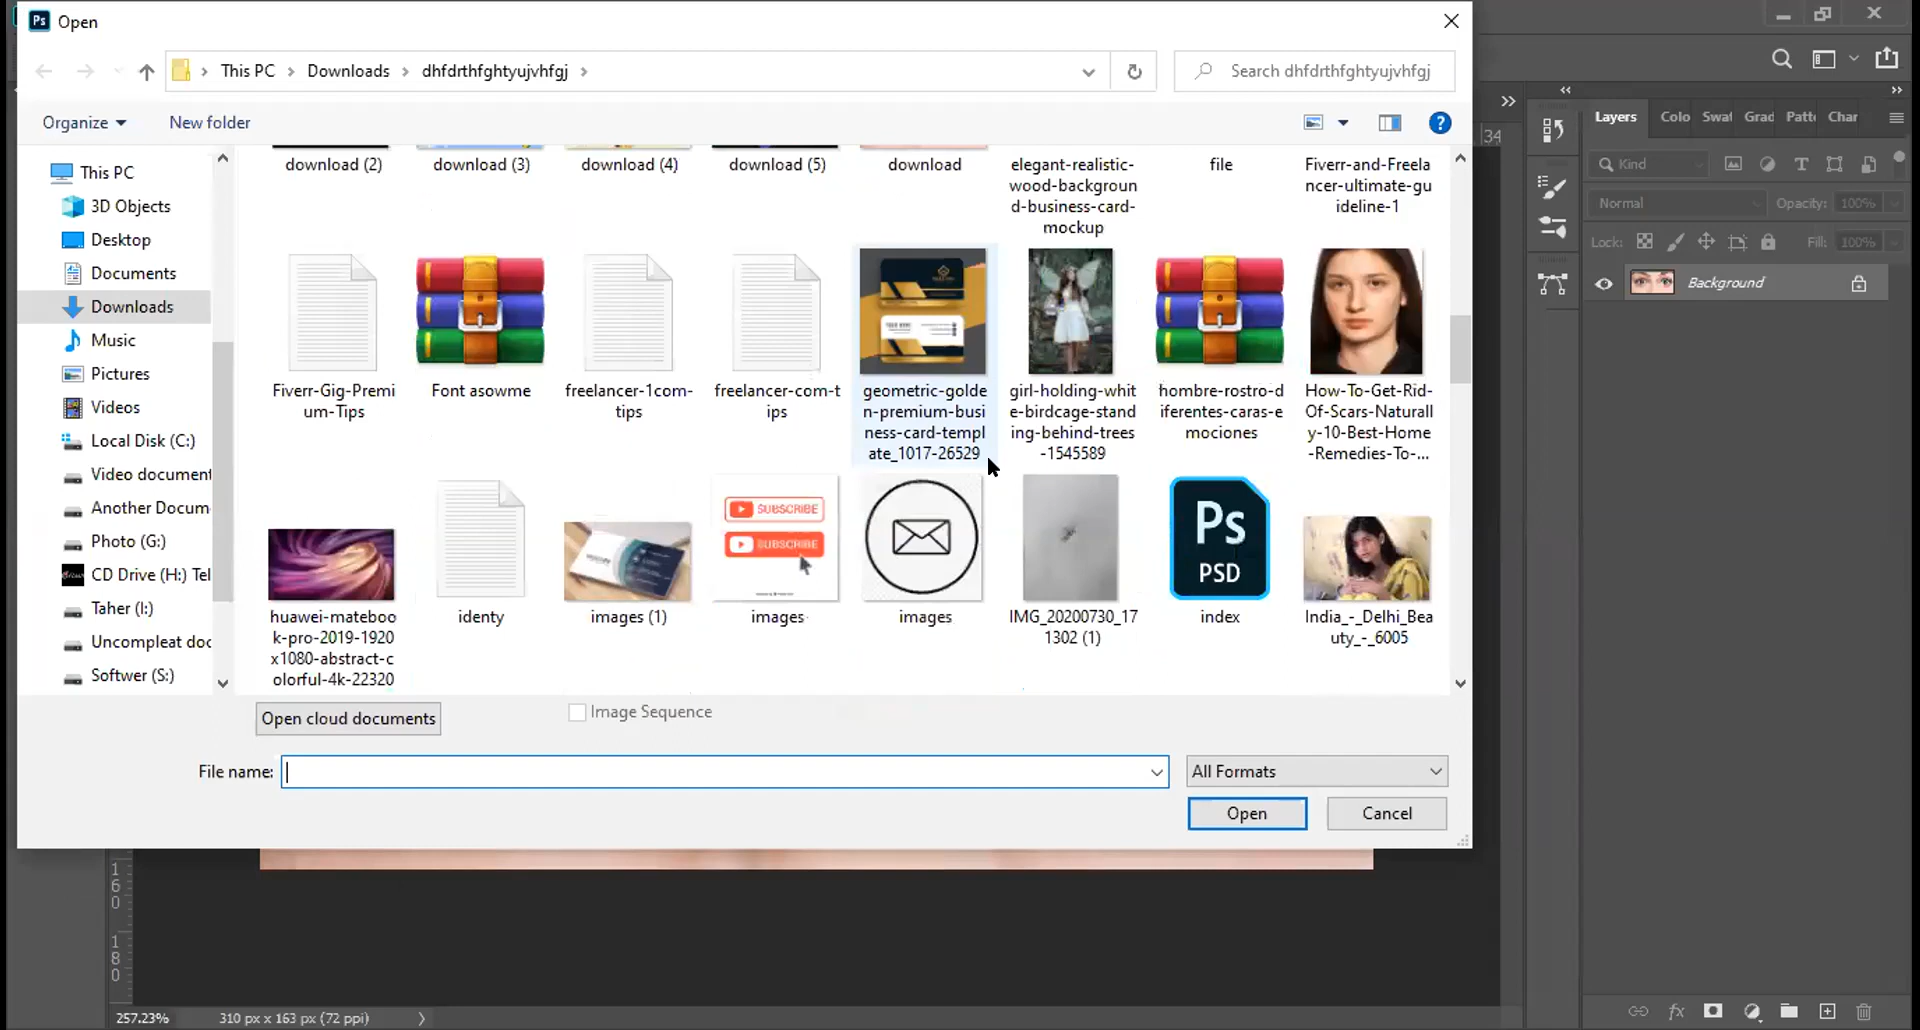 Ps Open
This PC Downloads dhfdrthfghtyujvhfgj
Search dhfdrthfghtyujvhfgj
Organize New folder
This PC
3D Objects
Desktop
Documents
Downloads
Music
Pictures
Videos
Local Disk (C:)
Video document
Another Docum
Photo (G:)
CD Drive (H:) Tel
Taher (I:)
Uncompleat doc
Softwer (S:)
download (2)
download (3)
download (4)
download (5)
download
elegant-realistic-
wood-backgroun
d-business-card-
mockup
file
Fiverr-and-Freela
ncer-ultimate-gu
ideline-1
Fiverr-Gig-Premi
um-Tips
Font asowme
freelancer-1com-
tips
freelancer-com-t
ips
geometric-golde
n-premium-busi
ness-card-templ
ate_1017-26529
girl-holding-whit
e-birdcage-stand
ing-behind-trees
-1545589
hombre-rostro-d
iferentes-caras-e
mociones
How-To-Get-Rid-
Of-Scars-Naturall
y-10-Best-Home
-Remedies-To-...
SUBSCRIBE
SUBSCRIBE
Ps
PSD
huawei-mateboo
k-pro-2019-1920
x1080-abstract-c
olorful-4k-22320
identy
images (1)
images
images
IMG_20200730_17
1302 (1)
index
India_-_Delhi_Bea
uty_-_6005
Open cloud documents
Image Sequence
File name:
All Formats
Open Cancel
34
Layers Colo Swat Grad Patt Char
Kind
Normal Opacity: 100%
Lock: Fill: 100%
Background
160
180
257.23% 310 px x 163 px (72 ppi)
fx